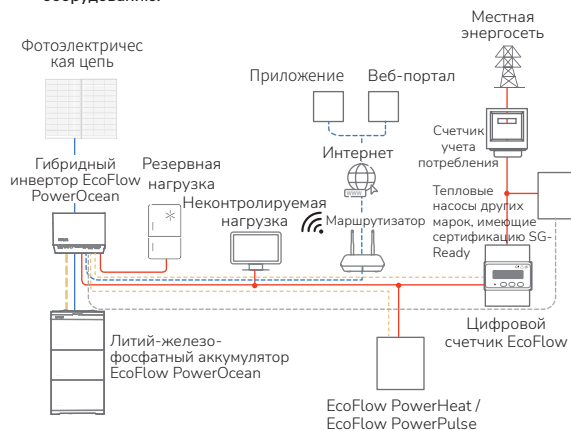 оборудованию.
Местная
энергосеть
Фотоэлектричес
кая цепь
Приложение
Веб-портал
Счетчик
учета
потребления
Интернет
Гибридный
инвертор EcoFlow
PowerOcean
Резервная
нагрузка
Неконтролируемая
нагрузка
Маршрутизатор
Тепловые
насосы других
марок, имеющие
сертификацию SG-
Ready
WWW
Цифровой
счетчик EcoFlow
Литий-железо-
фосфатный аккумулятор
EcoFlow PowerOcean
EcoFlow PowerHeat /
EcoFlow PowerPulse